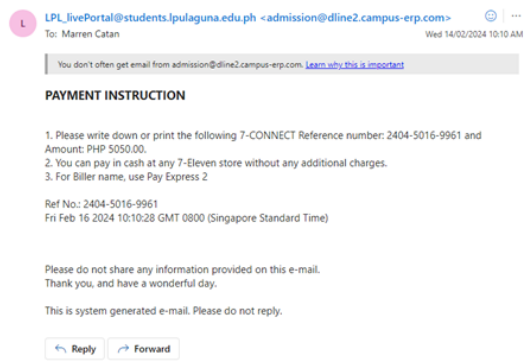 L
LPL_livePortal@students.lpulaguna.edu.ph <admission@dline2.campus-erp.com>
To: Marren Catan
Wed 14/02/2024 10:10 AM
You don't often get email from admission@dline2.campus-erp.com. Learn why this is important
PAYMENT INSTRUCTION
1. Please write down or print the following 7-CONNECT Reference number: 2404-5016-9961 and
Amount: PHP 5050.00.
2. You can pay in cash at any 7-Eleven store without any additional charges.
3. For Biller name, use Pay Express 2
Ref No.: 2404-5016-9961
Fri Feb 16 2024 10:10:28 GMT 0800 (Singapore Standard Time)
Please do not share any information provided on this e-mail.
Thank you, and have a wonderful day.
This is system generated e-mail. Please do not reply.
Reply
Forward